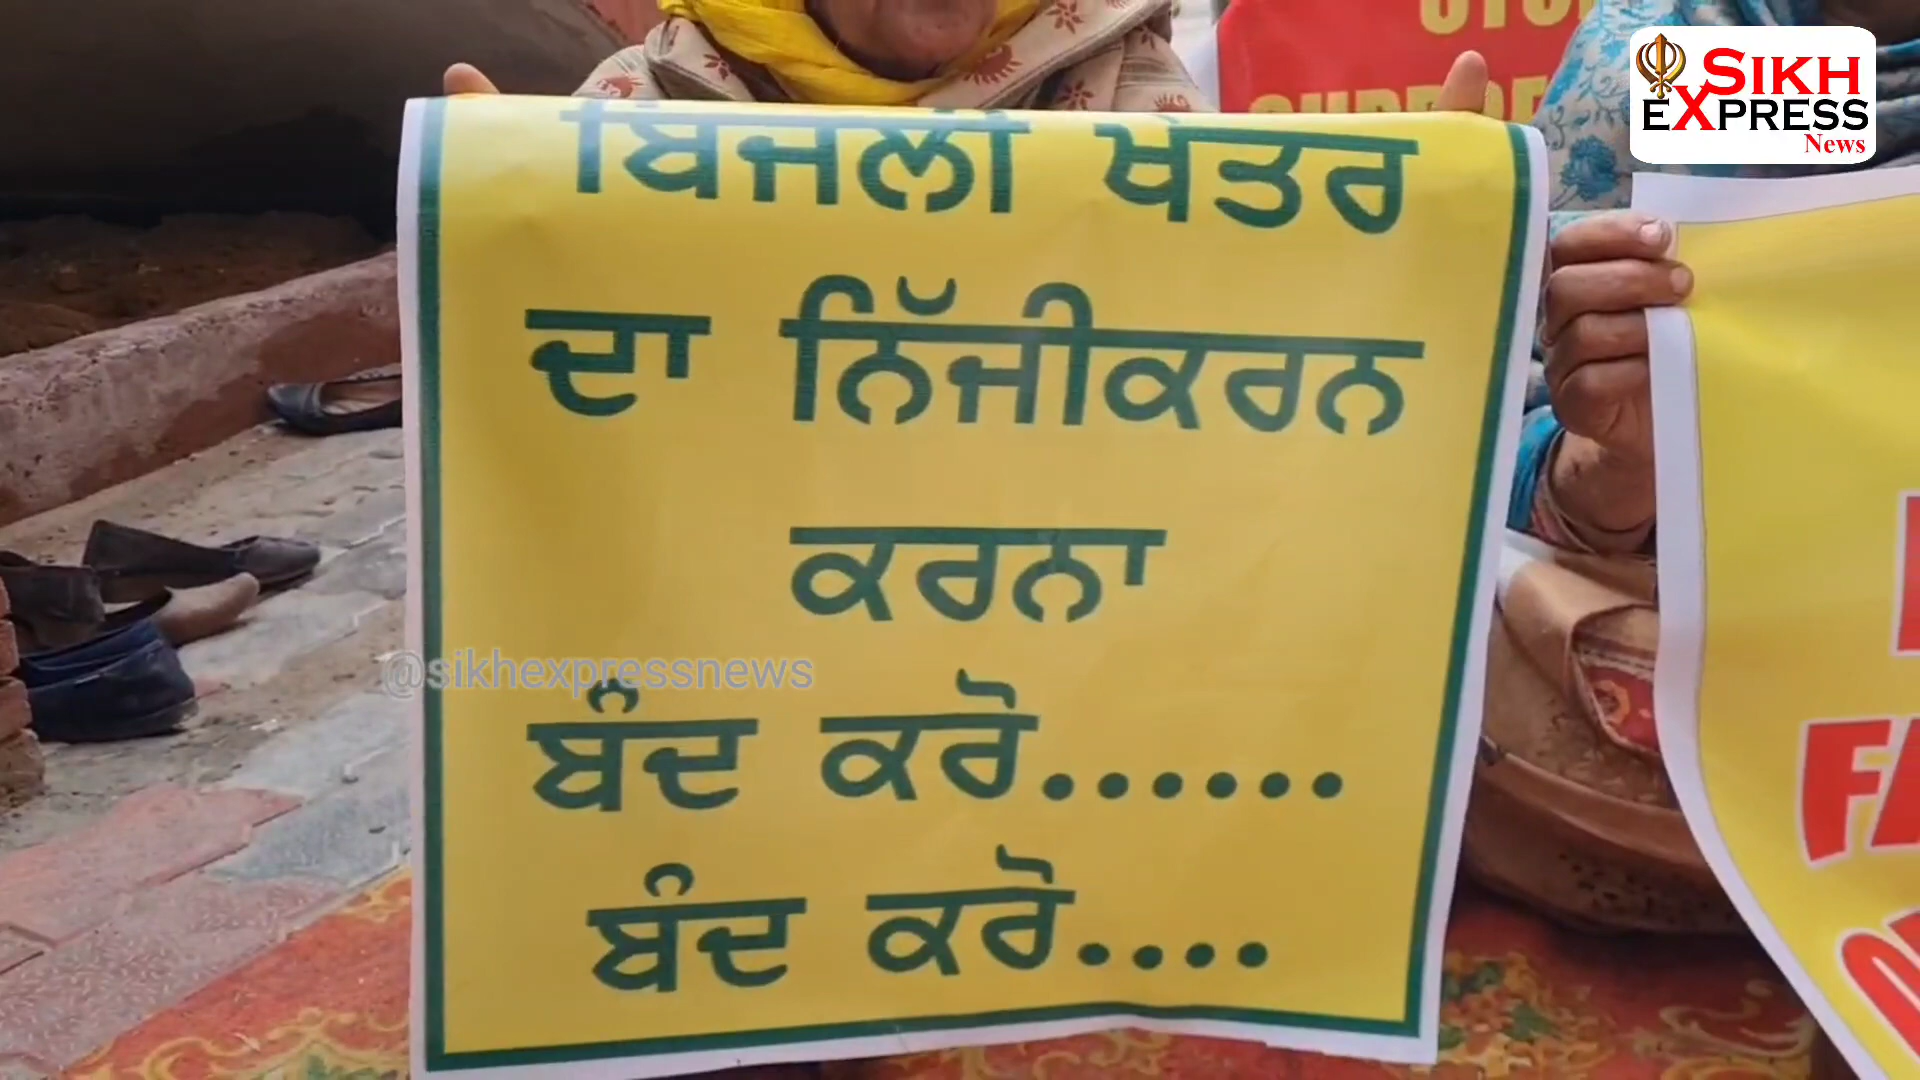 SIKH
EXPRESS
News
ਬਿਜਲੀ ਖੇਤਰ
ਦਾ ਨਿੱਜੀਕਰਨ
ਕਰਨਾ
@sikhexpressnews
ਬੰਦ ਕਰੋ......
ਬੰਦ ਕਰੋ....